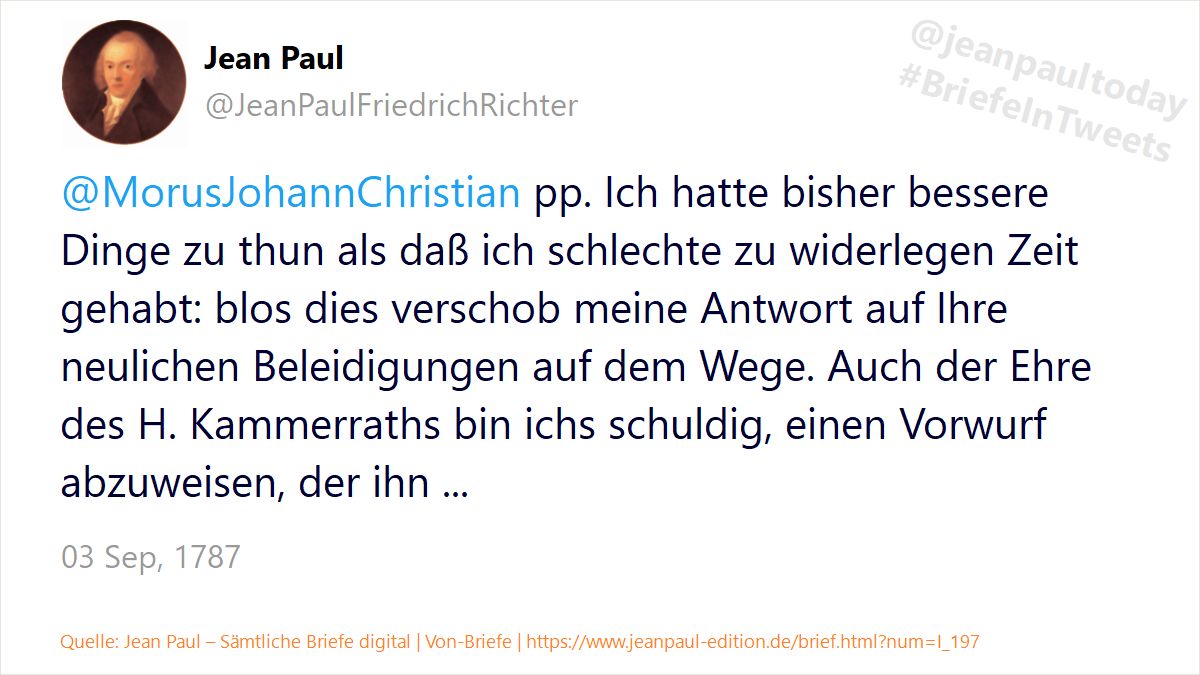 Jean Paul
@JeanPaulFriedrichRichter
@jeanpaultoday
#BriefeInTweets
@MorusJohannChristian pp. Ich hatte bisher bessere
Dinge zu thun als daß ich schlechte zu widerlegen Zeit
gehabt: blos dies verschob meine Antwort auf Ihre
neulichen Beleidigungen auf dem Wege. Auch der Ehre
des H. Kammerraths bin ichs schuldig, einen Vorwurf
abzuweisen, der ihn ...
03 Sep, 1787
Quelle: Jean Paul – Sämtliche Briefe digital | Von-Briefe | https://www.jeanpaul-edition.de/brief.html?num=I_197